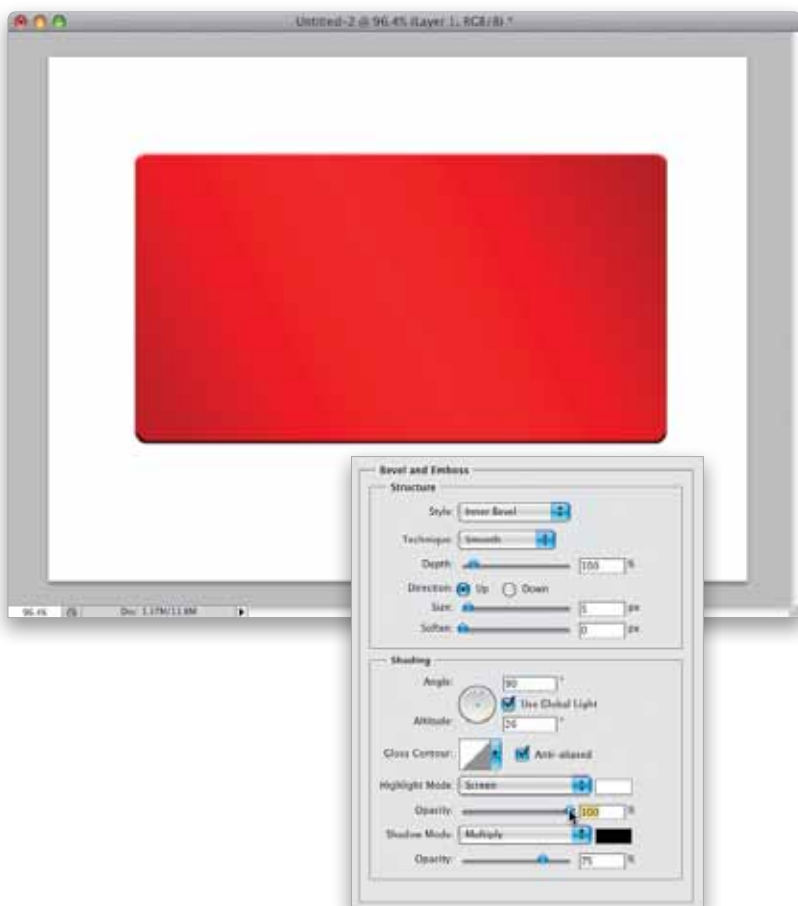 Untitled-2 @ 96.4% (Layer 1, RGB/8) *
96.4%
Doc: 1.37M/11.8M
Bevel and Emboss
Structure
Style: Inner Bevel
Technique: Smooth
Depth: 100 %
Direction: Up Down
Size: 5 px
Soften: 0 px
Shading
Angle: 90 °
Use Global Light
Altitude: 26 °
Gloss Contour: Anti-aliased
Highlight Mode: Screen
Opacity: 100 %
Shadow Mode: Multiply
Opacity: 75 %